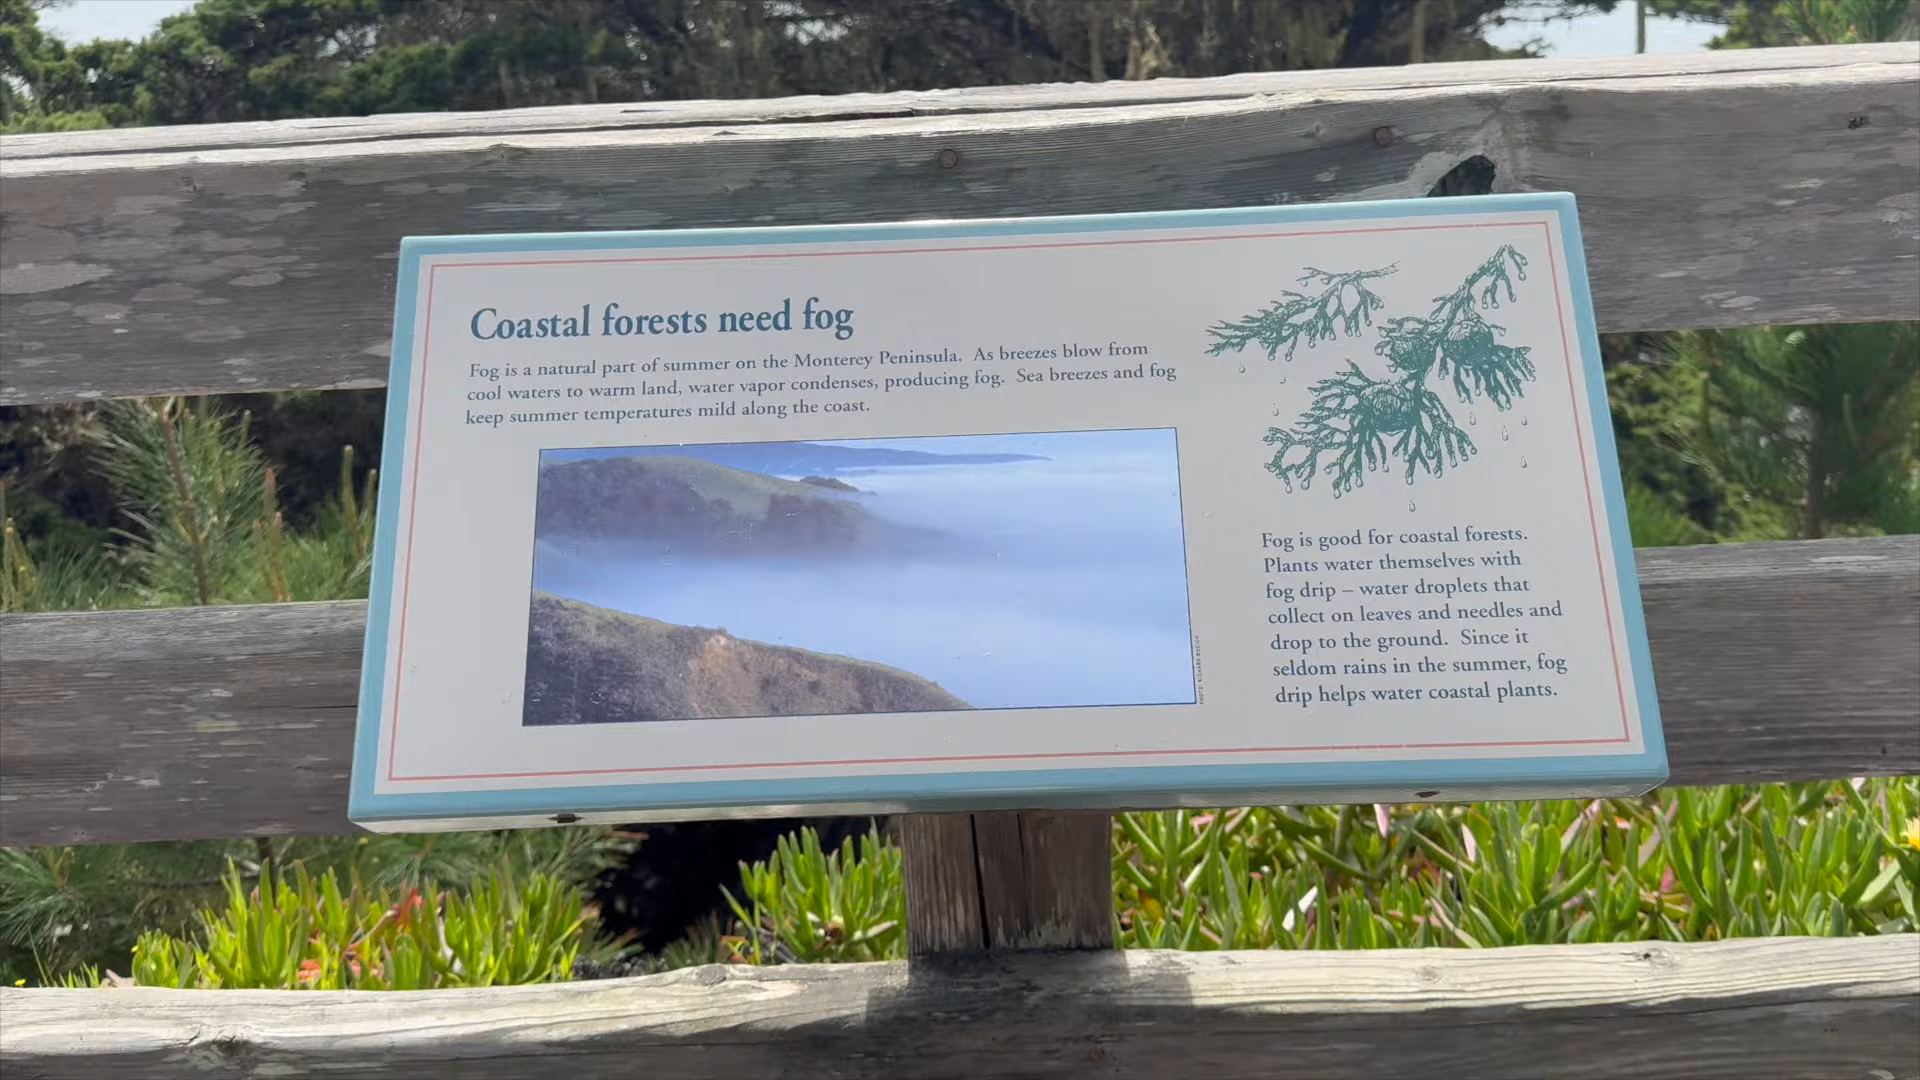 Coastal forests need fog
Fog is a natural part of summer on the Monterey Peninsula. As breezes blow from
cool waters to warm land, water vapor condenses, producing fog. Sea breezes and fog
keep summer temperatures mild along the coast.
Fog is good for coastal forests.
Plants water themselves with
fog drip – water droplets that
collect on leaves and needles and
drop to the ground. Since it
seldom rains in the summer, fog
drip helps water coastal plants.